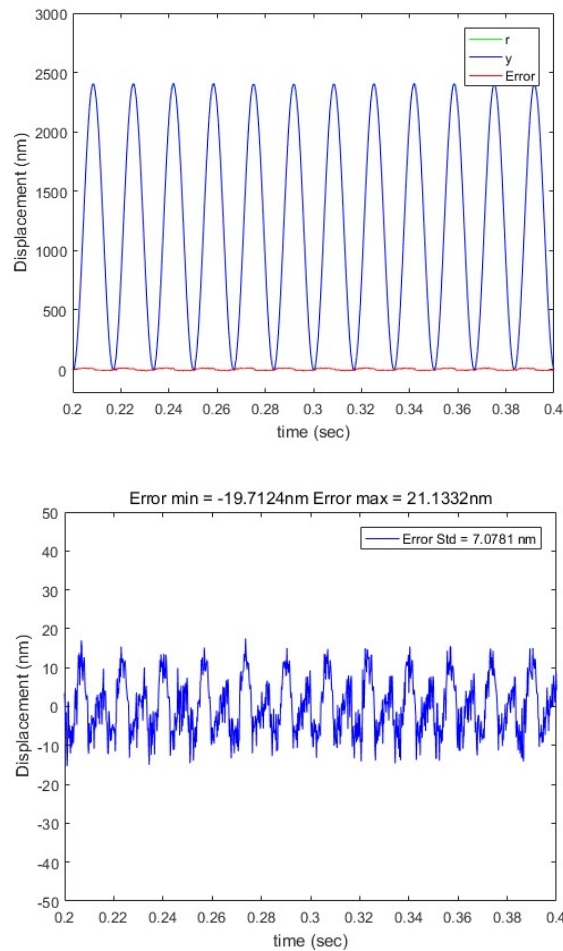 3000
2500
2000
1500
1000
500
0
Displacement (nm)
r
y
Error
0.2 0.22 0.24 0.26 0.28 0.3 0.32 0.34 0.36 0.38 0.4
time (sec)
Error min = -19.7124nm Error max = 21.1332nm
50
40
30
20
10
0
-10
-20
-30
-40
-50
Displacement (nm)
Error Std = 7.0781 nm
0.2 0.22 0.24 0.26 0.28 0.3 0.32 0.34 0.36 0.38 0.4
time (sec)